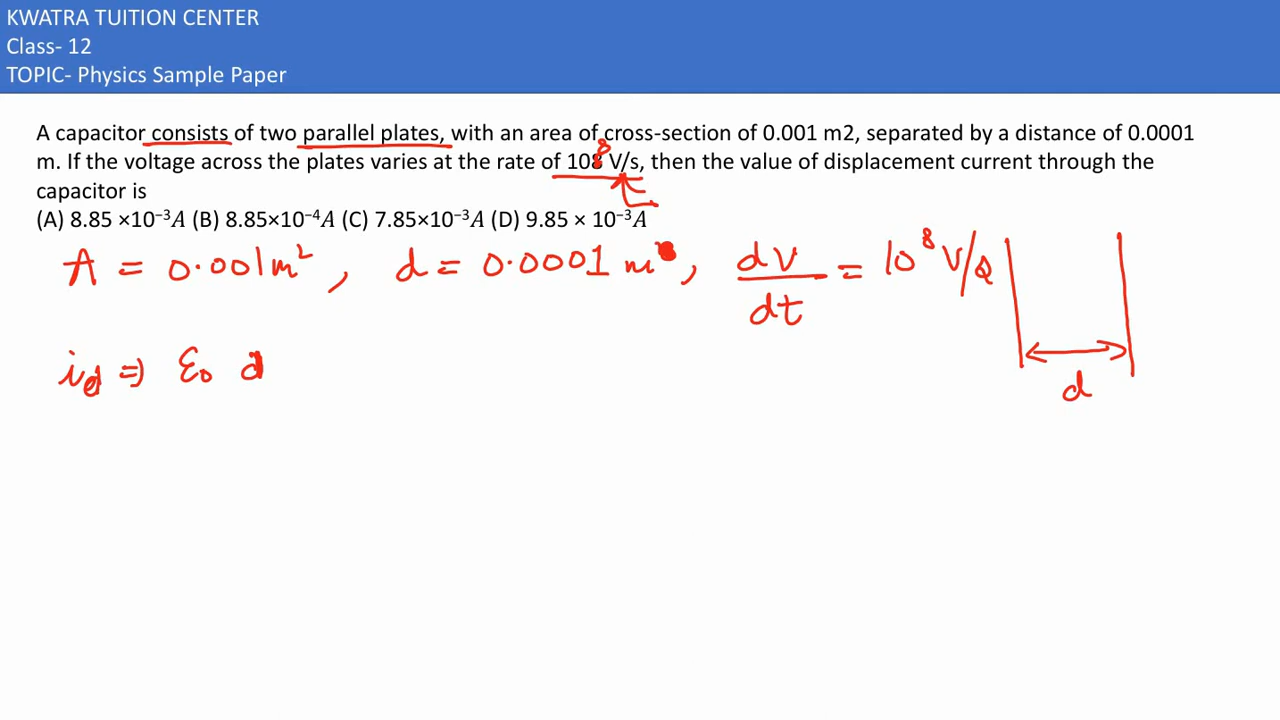 KWATRA TUITION CENTER
Class- 12
TOPIC- Physics Sample Paper
A capacitor consists of two parallel plates, with an area of cross-section of 0.001 m2, separated by a distance of 0.0001
m. If the voltage across the plates varies at the rate of 10⁸ V/s, then the value of displacement current through the
capacitor is
(A) 8.85 ×10⁻³𝐴 (B) 8.85×10⁻⁴𝐴 (C) 7.85×10⁻³𝐴 (D) 9.85 × 10⁻³𝐴
A = 0.001m², d = 0.0001 m, dV/dt = 10⁸ V/s
i_d ⇒ ε₀ d
d